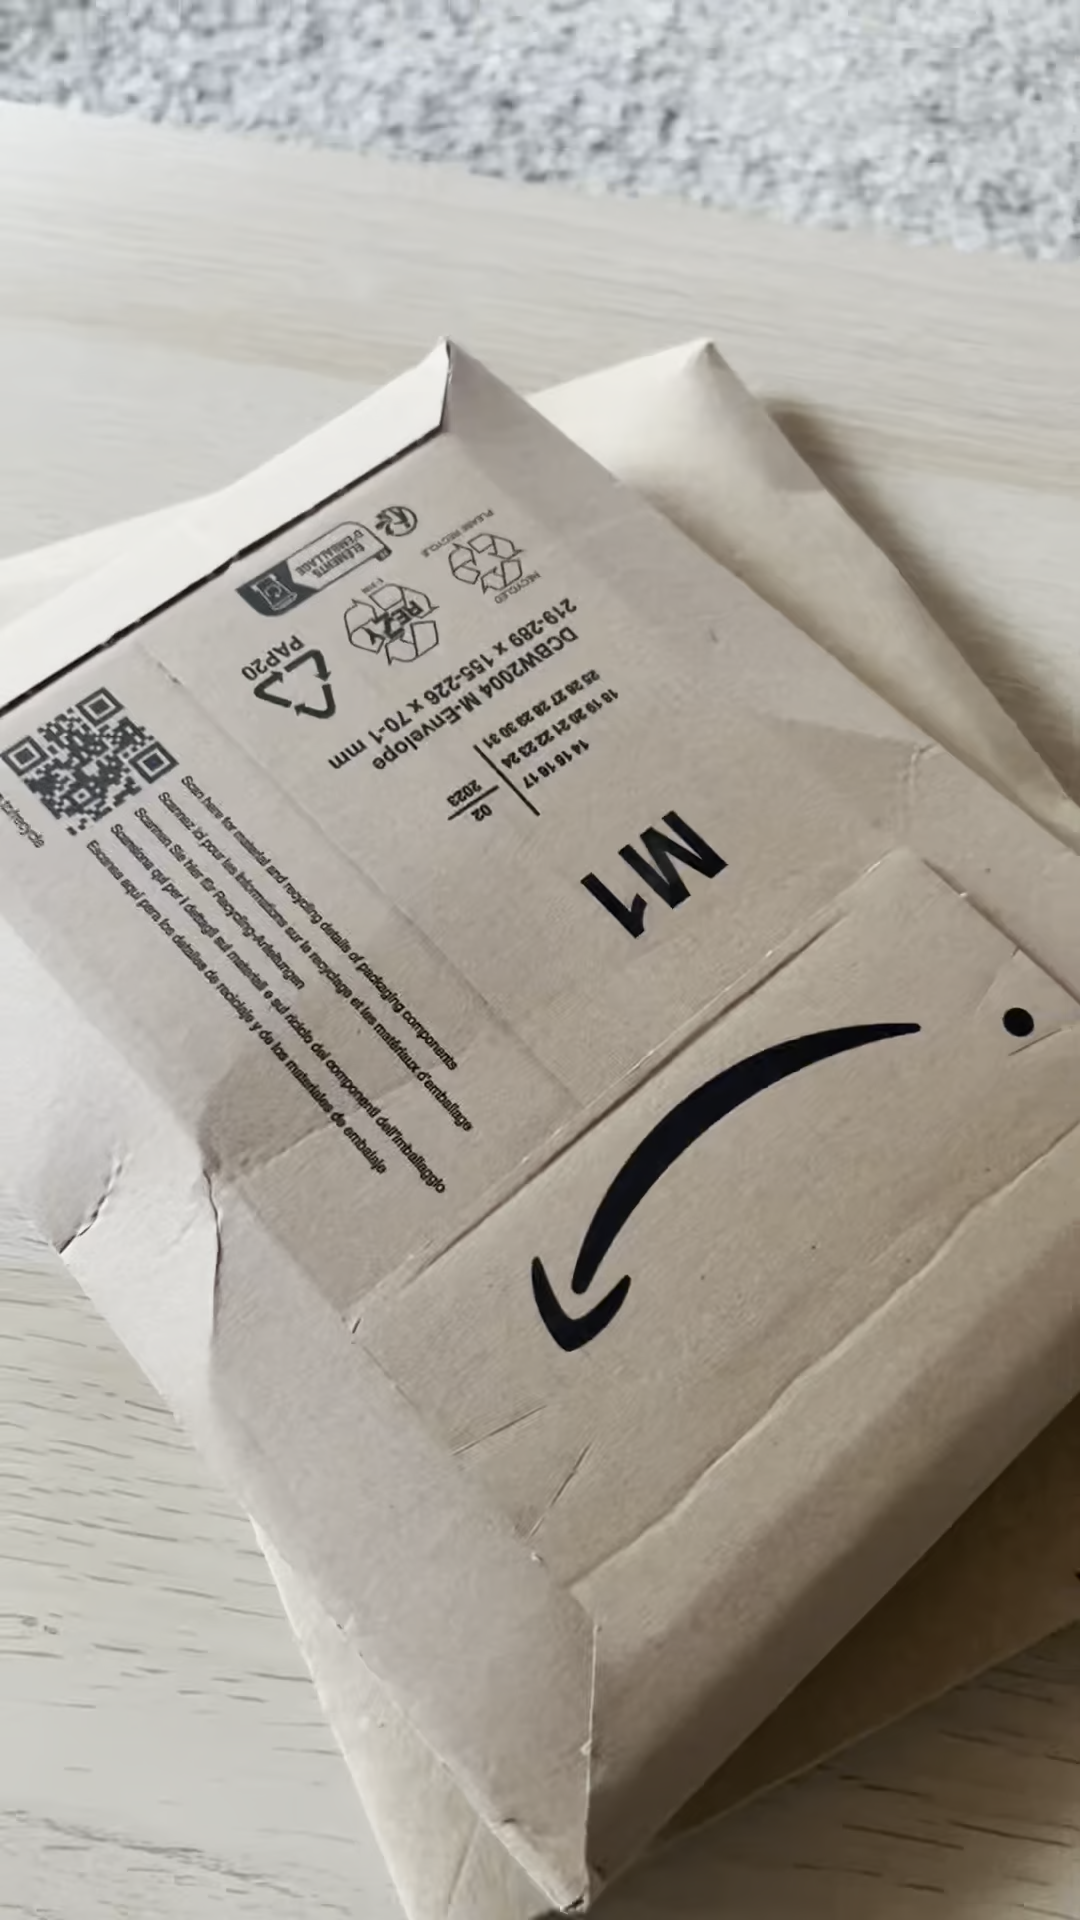 M1
02
2023
14 15 16 17
18 19 20 21 22 23 24
25 26 27 28 29 30 31
DCBW2004 M-Envelope
219-289 x 155-226 x 70-1 mm
RECYCLED
PLEASE RECYCLE
REZY
PAP20
ELÉMENTS
D'EMBALLAGE
Scan here for material and recycling details of packaging components
Scannez ici pour les informations sur le recyclage et les matériaux d'emballage
Scannen Sie hier für Recycling-Anleitungen
Scansiona qui per i dettagli sui materiali e sul riciclo dei componenti dell'imballaggio
Escanea aquí para los detalles de reciclaje y de los materiales de embalaje